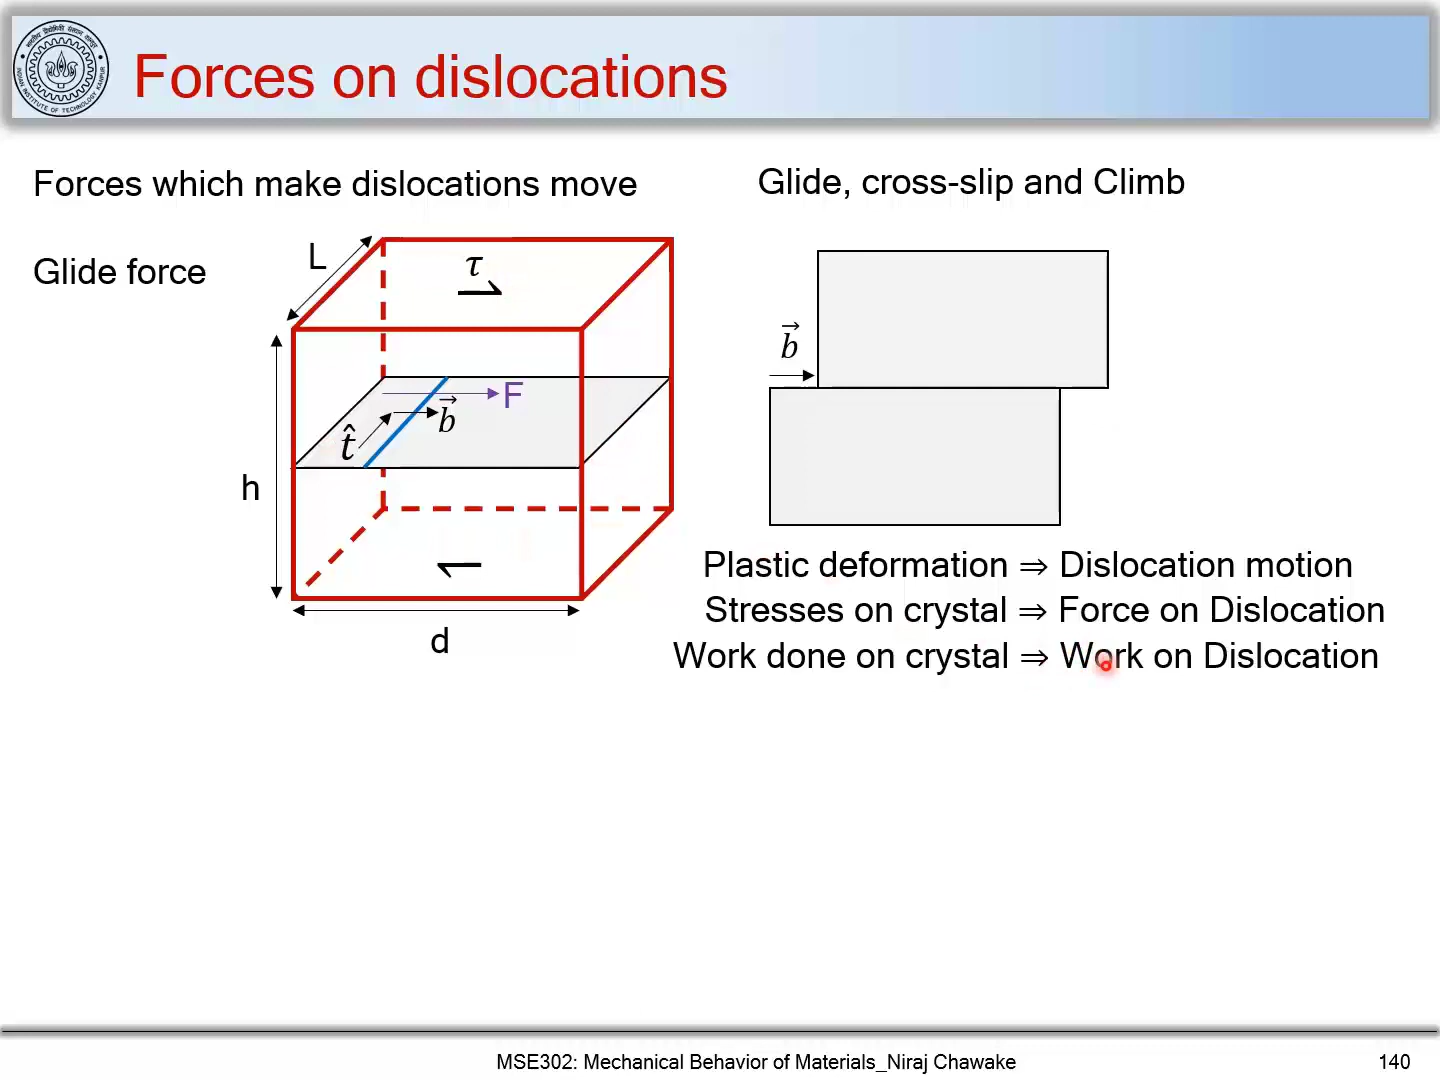 Forces on dislocations
Forces which make dislocations move
Glide, cross-slip and Climb
Glide force
L
τ
F
b⃗
t̂
h
d
b⃗
Plastic deformation ⇒ Dislocation motion
Stresses on crystal ⇒ Force on Dislocation
Work done on crystal ⇒ Work on Dislocation
MSE302: Mechanical Behavior of Materials_Niraj Chawake
140